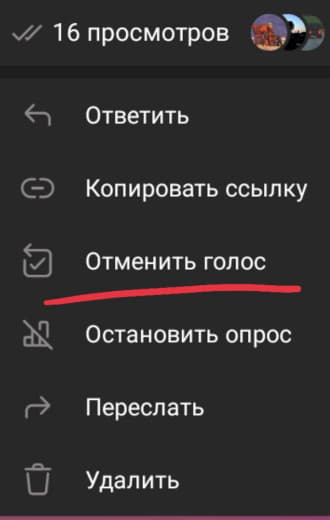 16 просмотров
Ответить
Копировать ссылку
Отменить голос
Остановить опрос
Переслать
Удалить